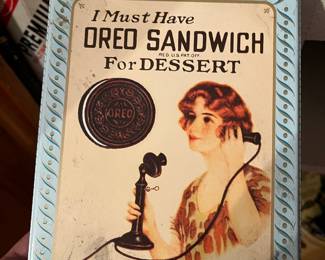 I Must Have
OREO SANDWICH
REG. U.S. PAT. OFF.
For DESSERT
OREO